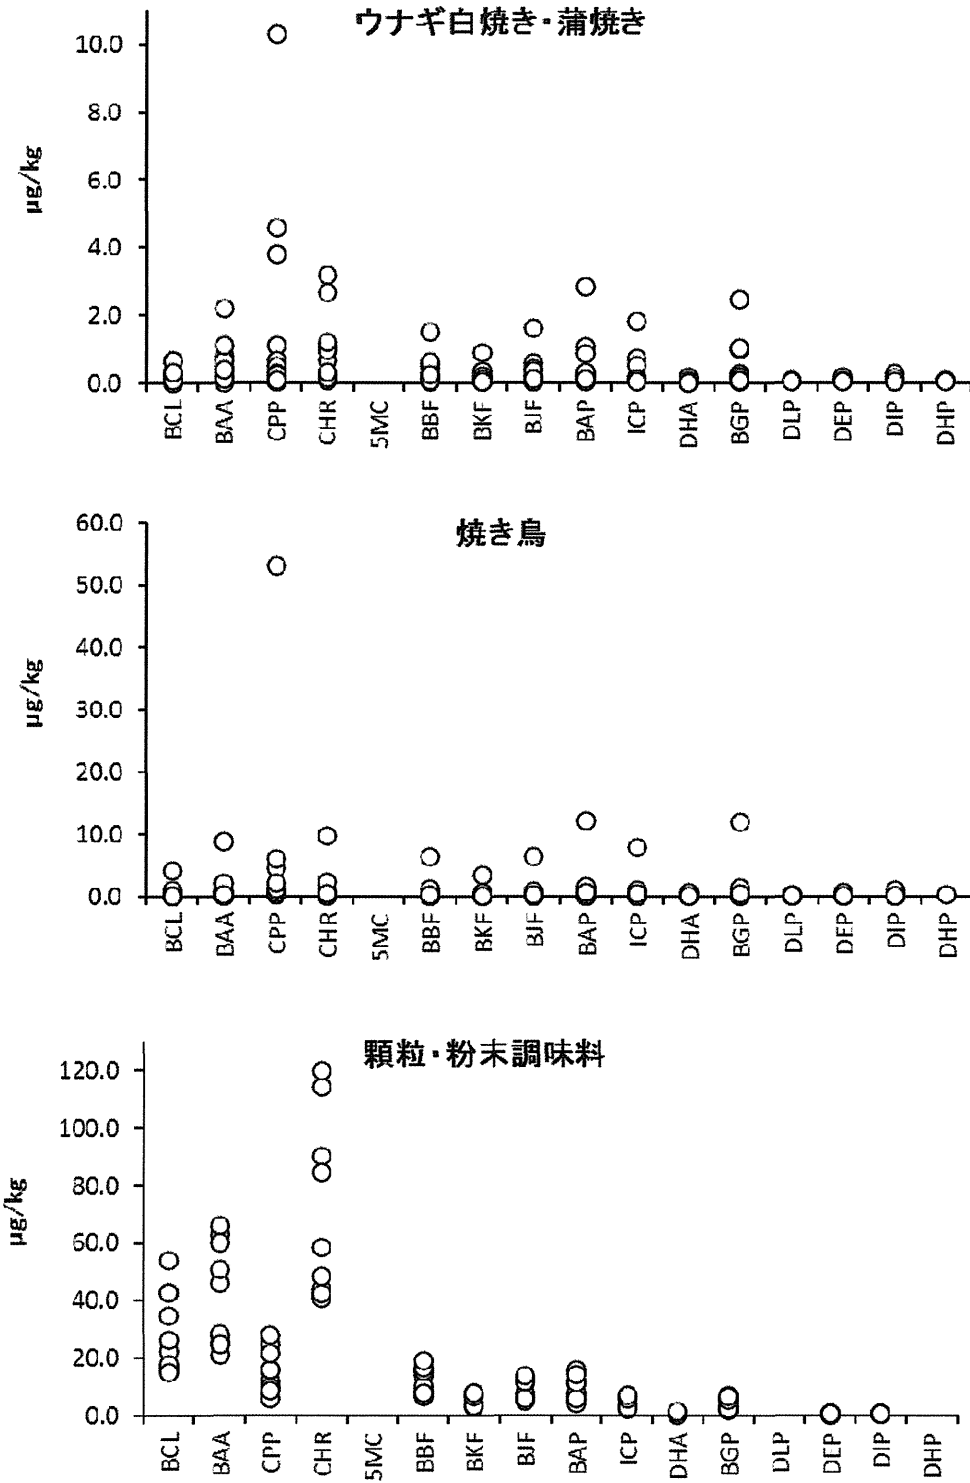 ウナギ白焼き・蒲焼き
10.0
8.0
6.0
4.0
2.0
0.0
µg/kg
BCL BAA CPP CHR 5MC BBF BKF BJF BAP ICP DHA BGP DLP DEP DIP DHP
焼き鳥
60.0
50.0
40.0
30.0
20.0
10.0
0.0
µg/kg
BCL BAA CPP CHR 5MC BBF BKF BJF BAP ICP DHA BGP DLP DEP DIP DHP
顆粒・粉末調味料
120.0
100.0
80.0
60.0
40.0
20.0
0.0
µg/kg
BCL BAA CPP CHR 5MC BBF BKF BJF BAP ICP DHA BGP DLP DEP DIP DHP